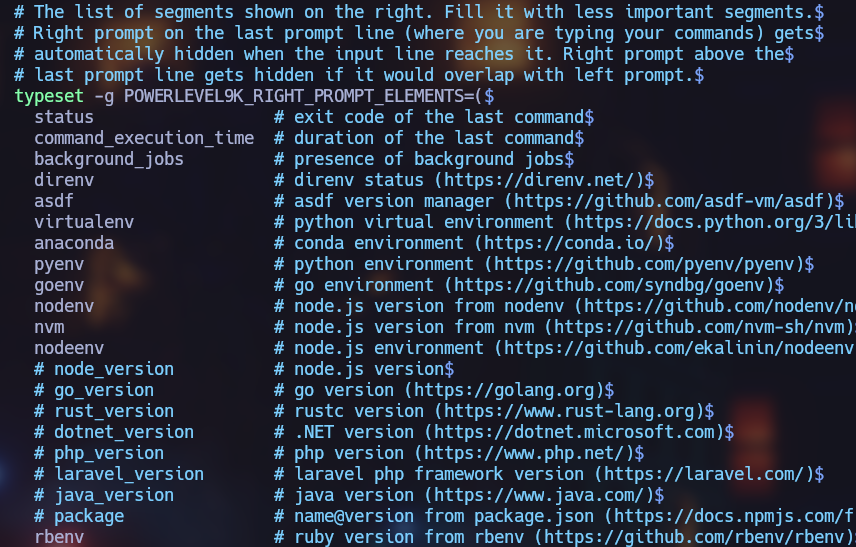 # The list of segments shown on the right. Fill it with less important segments.$
# Right prompt on the last prompt line (where you are typing your commands) gets$
# automatically hidden when the input line reaches it. Right prompt above the$
# last prompt line gets hidden if it would overlap with left prompt.$
typeset -g POWERLEVEL9K_RIGHT_PROMPT_ELEMENTS=($
  status                  # exit code of the last command$
  command_execution_time  # duration of the last command$
  background_jobs         # presence of background jobs$
  direnv                  # direnv status (https://direnv.net/)$
  asdf                    # asdf version manager (https://github.com/asdf-vm/asdf)$
  virtualenv              # python virtual environment (https://docs.python.org/3/li
  anaconda                # conda environment (https://conda.io/)$
  pyenv                   # python environment (https://github.com/pyenv/pyenv)$
  goenv                   # go environment (https://github.com/syndbg/goenv)$
  nodenv                  # node.js version from nodenv (https://github.com/nodenv/n
  nvm                     # node.js version from nvm (https://github.com/nvm-sh/nvm)$
  nodeenv                 # node.js environment (https://github.com/ekalinin/nodeenv
  # node_version          # node.js version$
  # go_version            # go version (https://golang.org)$
  # rust_version          # rustc version (https://www.rust-lang.org)$
  # dotnet_version        # .NET version (https://dotnet.microsoft.com)$
  # php_version           # php version (https://www.php.net/)$
  # laravel_version       # laravel php framework version (https://laravel.com/)$
  # java_version          # java version (https://www.java.com/)$
  # package               # name@version from package.json (https://docs.npmjs.com/f
  rbenv                   # ruby version from rbenv (https://github.com/rbenv/rbenv)$